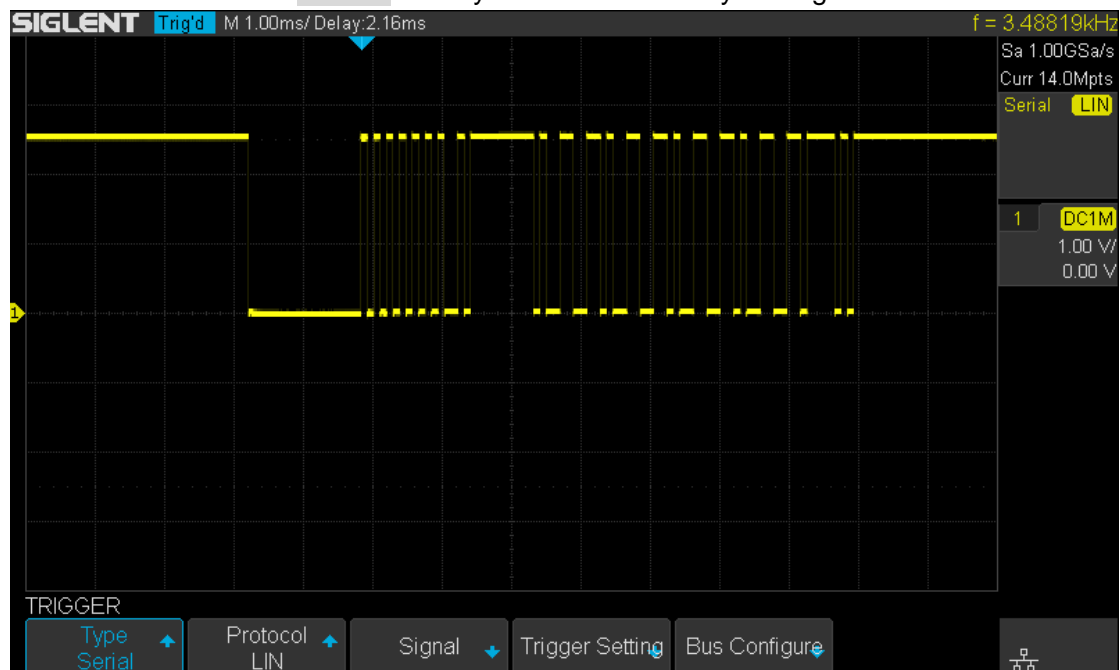 SIGLENT Trig'd M 1.00ms/ Delay:2.16ms f = 3.48819kHz
Sa 1.00GSa/s
Curr 14.0Mpts
Serial LIN
1 DC1M
1.00 V/
0.00 V
1
TRIGGER
Type Protocol Signal Trigger Setting Bus Configure
Serial LIN